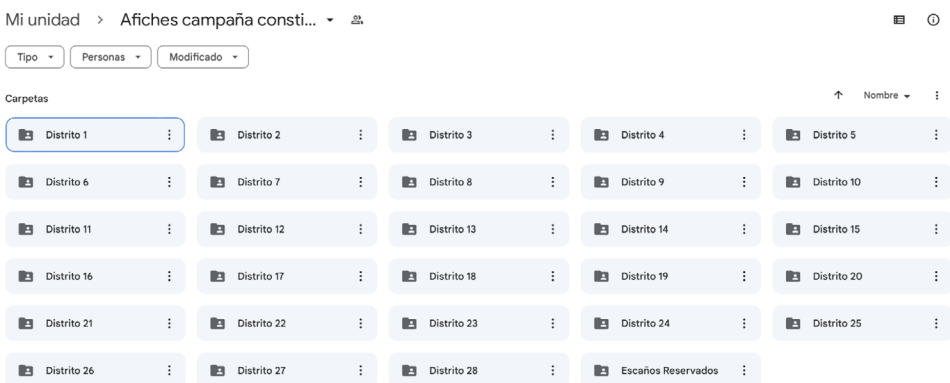 Mi unidad > Afiches campaña consti...
Tipo Personas Modificado
Carpetas Nombre
Distrito 1 Distrito 2 Distrito 3 Distrito 4 Distrito 5
Distrito 6 Distrito 7 Distrito 8 Distrito 9 Distrito 10
Distrito 11 Distrito 12 Distrito 13 Distrito 14 Distrito 15
Distrito 16 Distrito 17 Distrito 18 Distrito 19 Distrito 20
Distrito 21 Distrito 22 Distrito 23 Distrito 24 Distrito 25
Distrito 26 Distrito 27 Distrito 28 Escaños Reservados